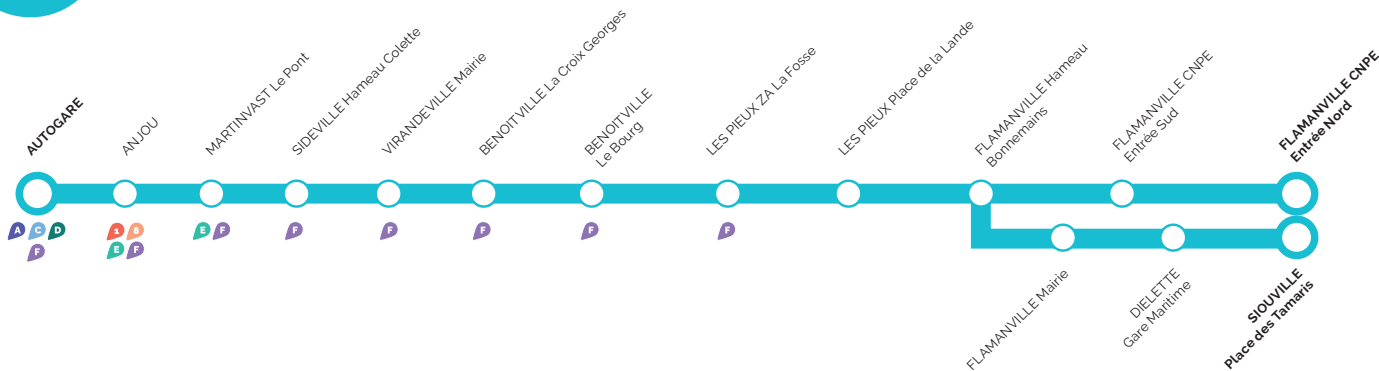 AUTOGARE
ANJOU
MARTINVAST Le Pont
SIDEVILLE Hameau Colette
VIRANDEVILLE Mairie
BENOITVILLE La Croix Georges
BENOITVILLE
Le Bourg
LES PIEUX ZA La Fosse
LES PIEUX Place de la Lande
FLAMANVILLE Hameau
Bonnemains
FLAMANVILLE CNPE
Entrée Sud
FLAMANVILLE CNPE
Entrée Nord
A C D
F
1 8
E F
E F
F
F
F
F
F
FLAMANVILLE Mairie
DIELETTE
Gare Maritime
SIOUVILLE
Place des Tamaris